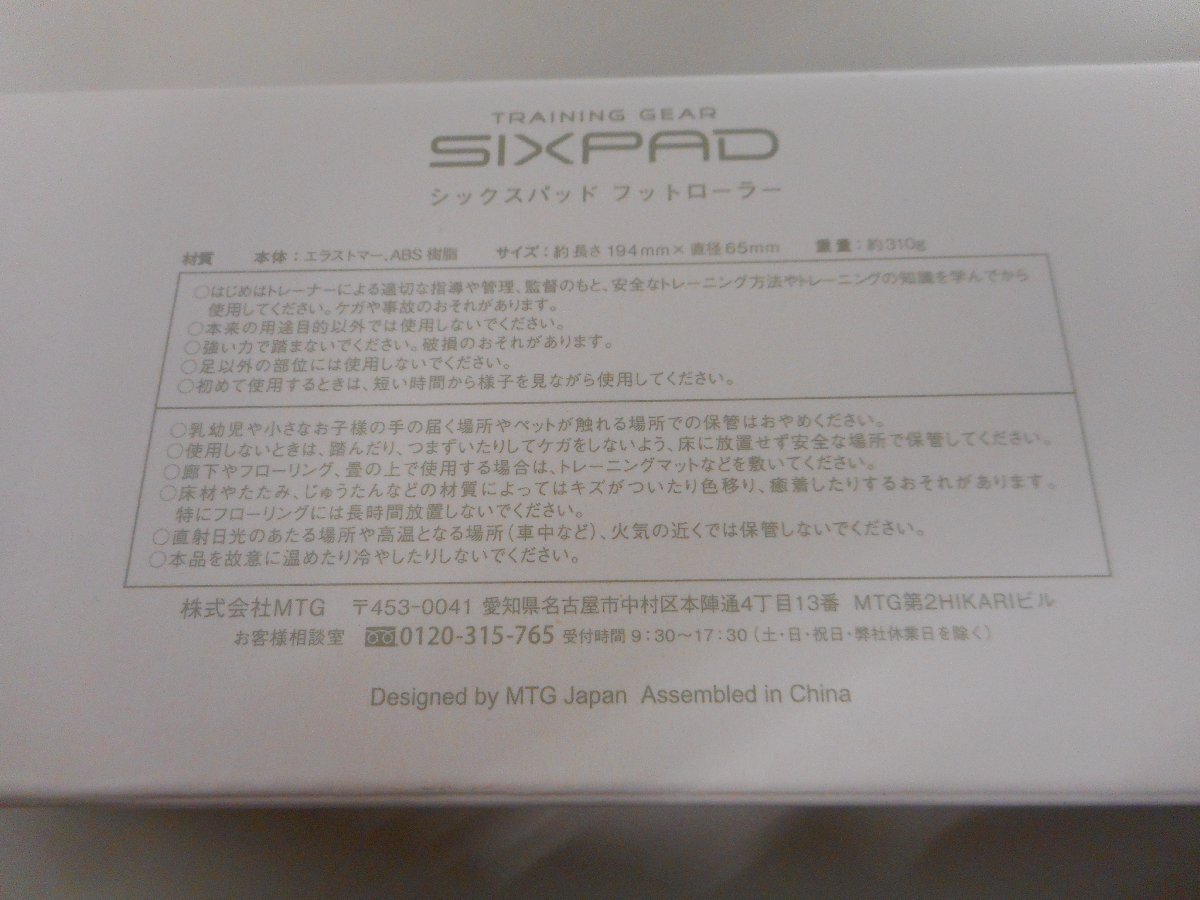 TRAINING GEAR
SIXPAD
シックスパッド フットローラー
材質 本体：エラストマー、ABS 樹脂 サイズ：約 長さ 194mm×直径 65mm 重量：約310g
○はじめはトレーナーによる適切な指導や管理、監督のもと、安全なトレーニング方法やトレーニングの知識を学んでから
使用してください。ケガや事故のおそれがあります。
○本来の用途目的以外では使用しないでください。
○強い力で踏まないでください。破損のおそれがあります。
○足以外の部位には使用しないでください。
○初めて使用するときは、短い時間から様子を見ながら使用してください。
○乳幼児や小さなお子様の手の届く場所やペットが触れる場所での保管はおやめください。
○使用しないときは、踏んだり、つまずいたりしてケガをしないよう、床に放置せず安全な場所で保管してください。
○廊下やフローリング、畳の上で使用する場合は、トレーニングマットなどを敷いてください。
○床材やたたみ、じゅうたんなどの材質によってはキズがついたり色移り、癒着したりするおそれがあります。
特にフローリングには長時間放置しないでください。
○直射日光のあたる場所や高温となる場所（車中など）、火気の近くでは保管しないでください。
○本品を故意に温めたり冷やしたりしないでください。
株式会社MTG 〒453-0041 愛知県名古屋市中村区本陣通4丁目13番 MTG第2HIKARIビル
お客様相談室 0120-315-765 受付時間 9：30～17：30（土・日・祝日・弊社休業日を除く）
Designed by MTG Japan Assembled in China